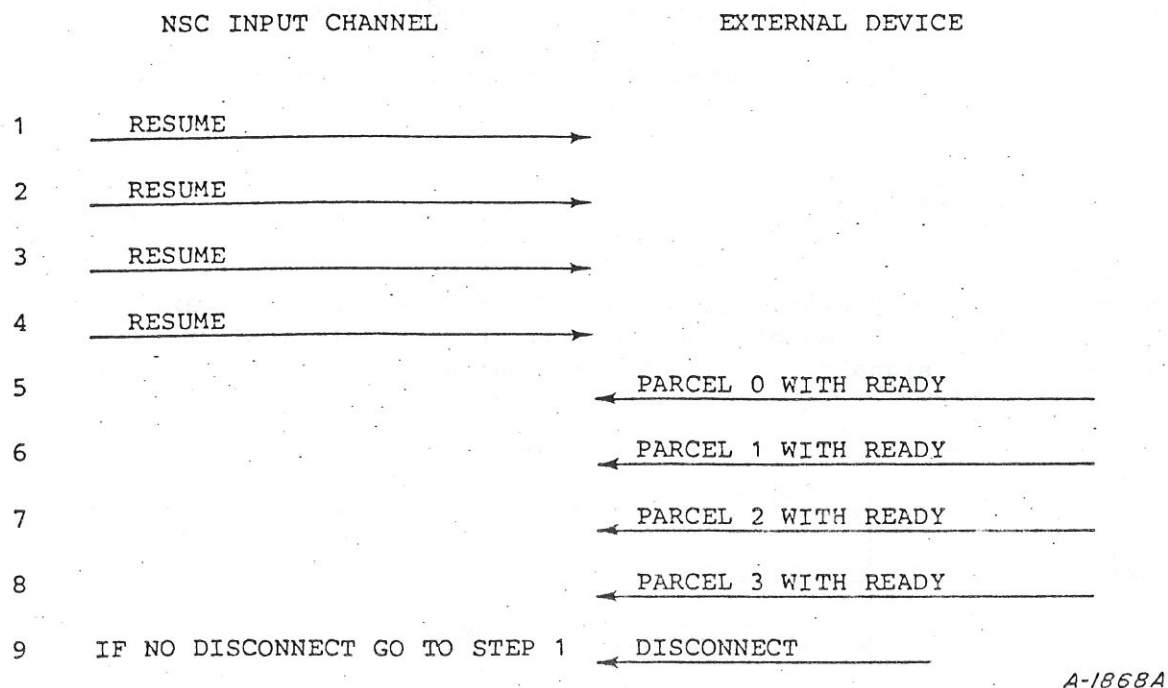 NSC INPUT CHANNEL EXTERNAL DEVICE
1 RESUME
2 RESUME
3 RESUME
4 RESUME
5 PARCEL 0 WITH READY
6 PARCEL 1 WITH READY
7 PARCEL 2 WITH READY
8 PARCEL 3 WITH READY
9 IF NO DISCONNECT GO TO STEP 1 DISCONNECT
A-1868A